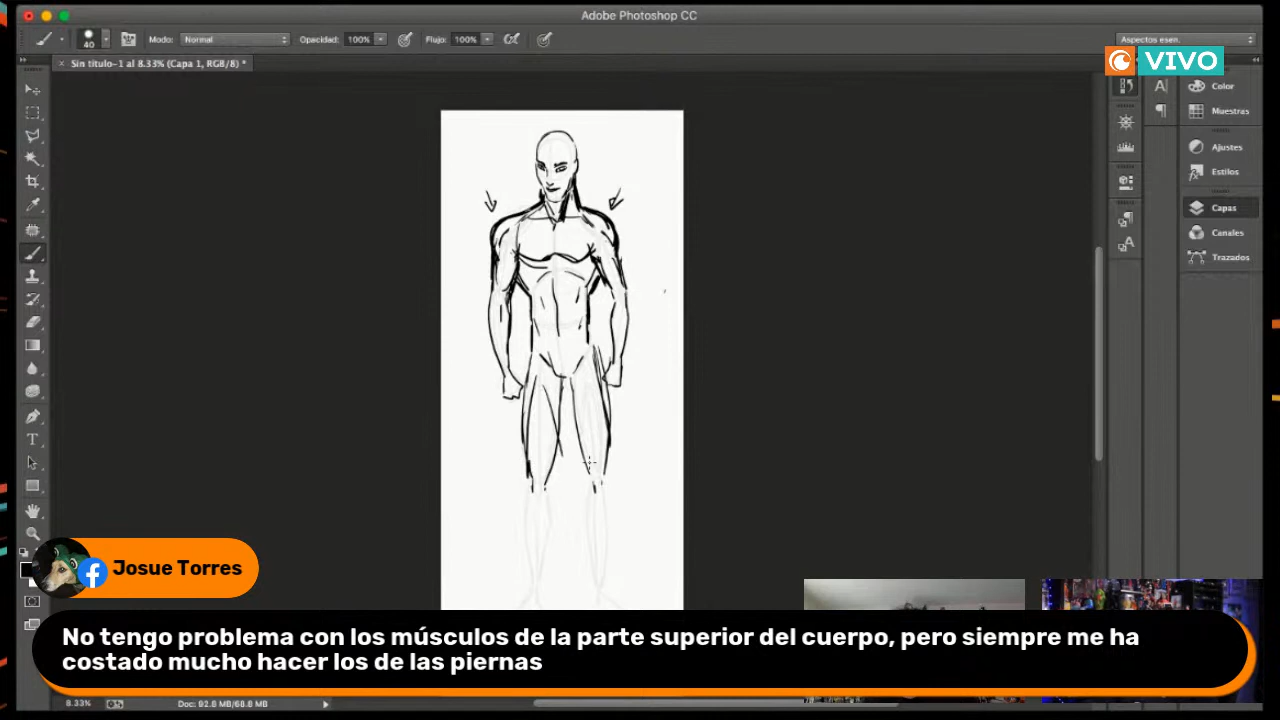 Adobe Photoshop CC
40
Modo: Normal
Opacidad: 100%
Flujo: 100%
Aspectos esen.
VIVO
Sin título-1 al 8.33% (Capa 1, RGB/8) *
Color
Muestras
Ajustes
Estilos
Capas
Canales
Trazados
Josue Torres
No tengo problema con los músculos de la parte superior del cuerpo, pero siempre me ha
costado mucho hacer los de las piernas
8.33%
Doc: 92.8 MB/68.8 MB